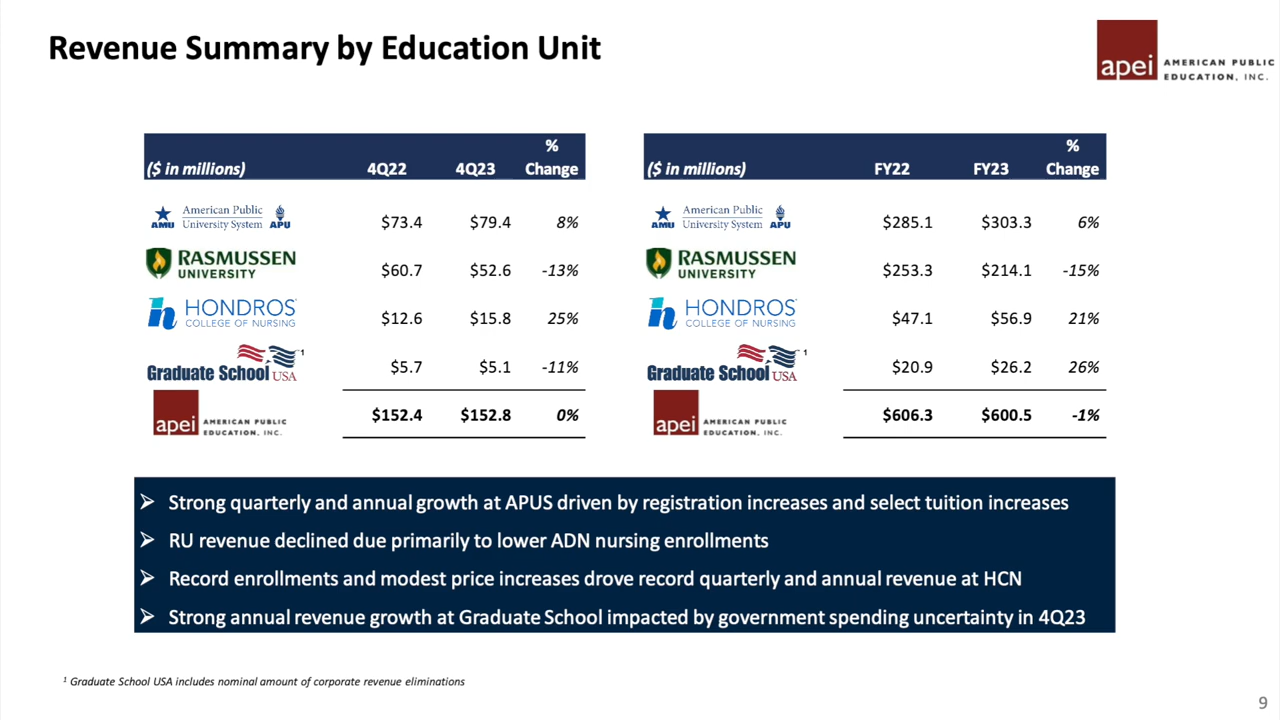 Revenue Summary by Education Unit
apei AMERICAN PUBLIC
EDUCATION, INC.
($ in millions) 4Q22 4Q23 % Change
AMU American Public University System APU $73.4 $79.4 8%
RASMUSSEN UNIVERSITY $60.7 $52.6 -13%
HONDROS COLLEGE OF NURSING $12.6 $15.8 25%
Graduate School USA 1 $5.7 $5.1 -11%
apei AMERICAN PUBLIC EDUCATION, INC. $152.4 $152.8 0%
($ in millions) FY22 FY23 % Change
AMU American Public University System APU $285.1 $303.3 6%
RASMUSSEN UNIVERSITY $253.3 $214.1 -15%
HONDROS COLLEGE OF NURSING $47.1 $56.9 21%
Graduate School USA 1 $20.9 $26.2 26%
apei AMERICAN PUBLIC EDUCATION, INC. $606.3 $600.5 -1%
Strong quarterly and annual growth at APUS driven by registration increases and select tuition increases
RU revenue declined due primarily to lower ADN nursing enrollments
Record enrollments and modest price increases drove record quarterly and annual revenue at HCN
Strong annual revenue growth at Graduate School impacted by government spending uncertainty in 4Q23
1 Graduate School USA includes nominal amount of corporate revenue eliminations
9